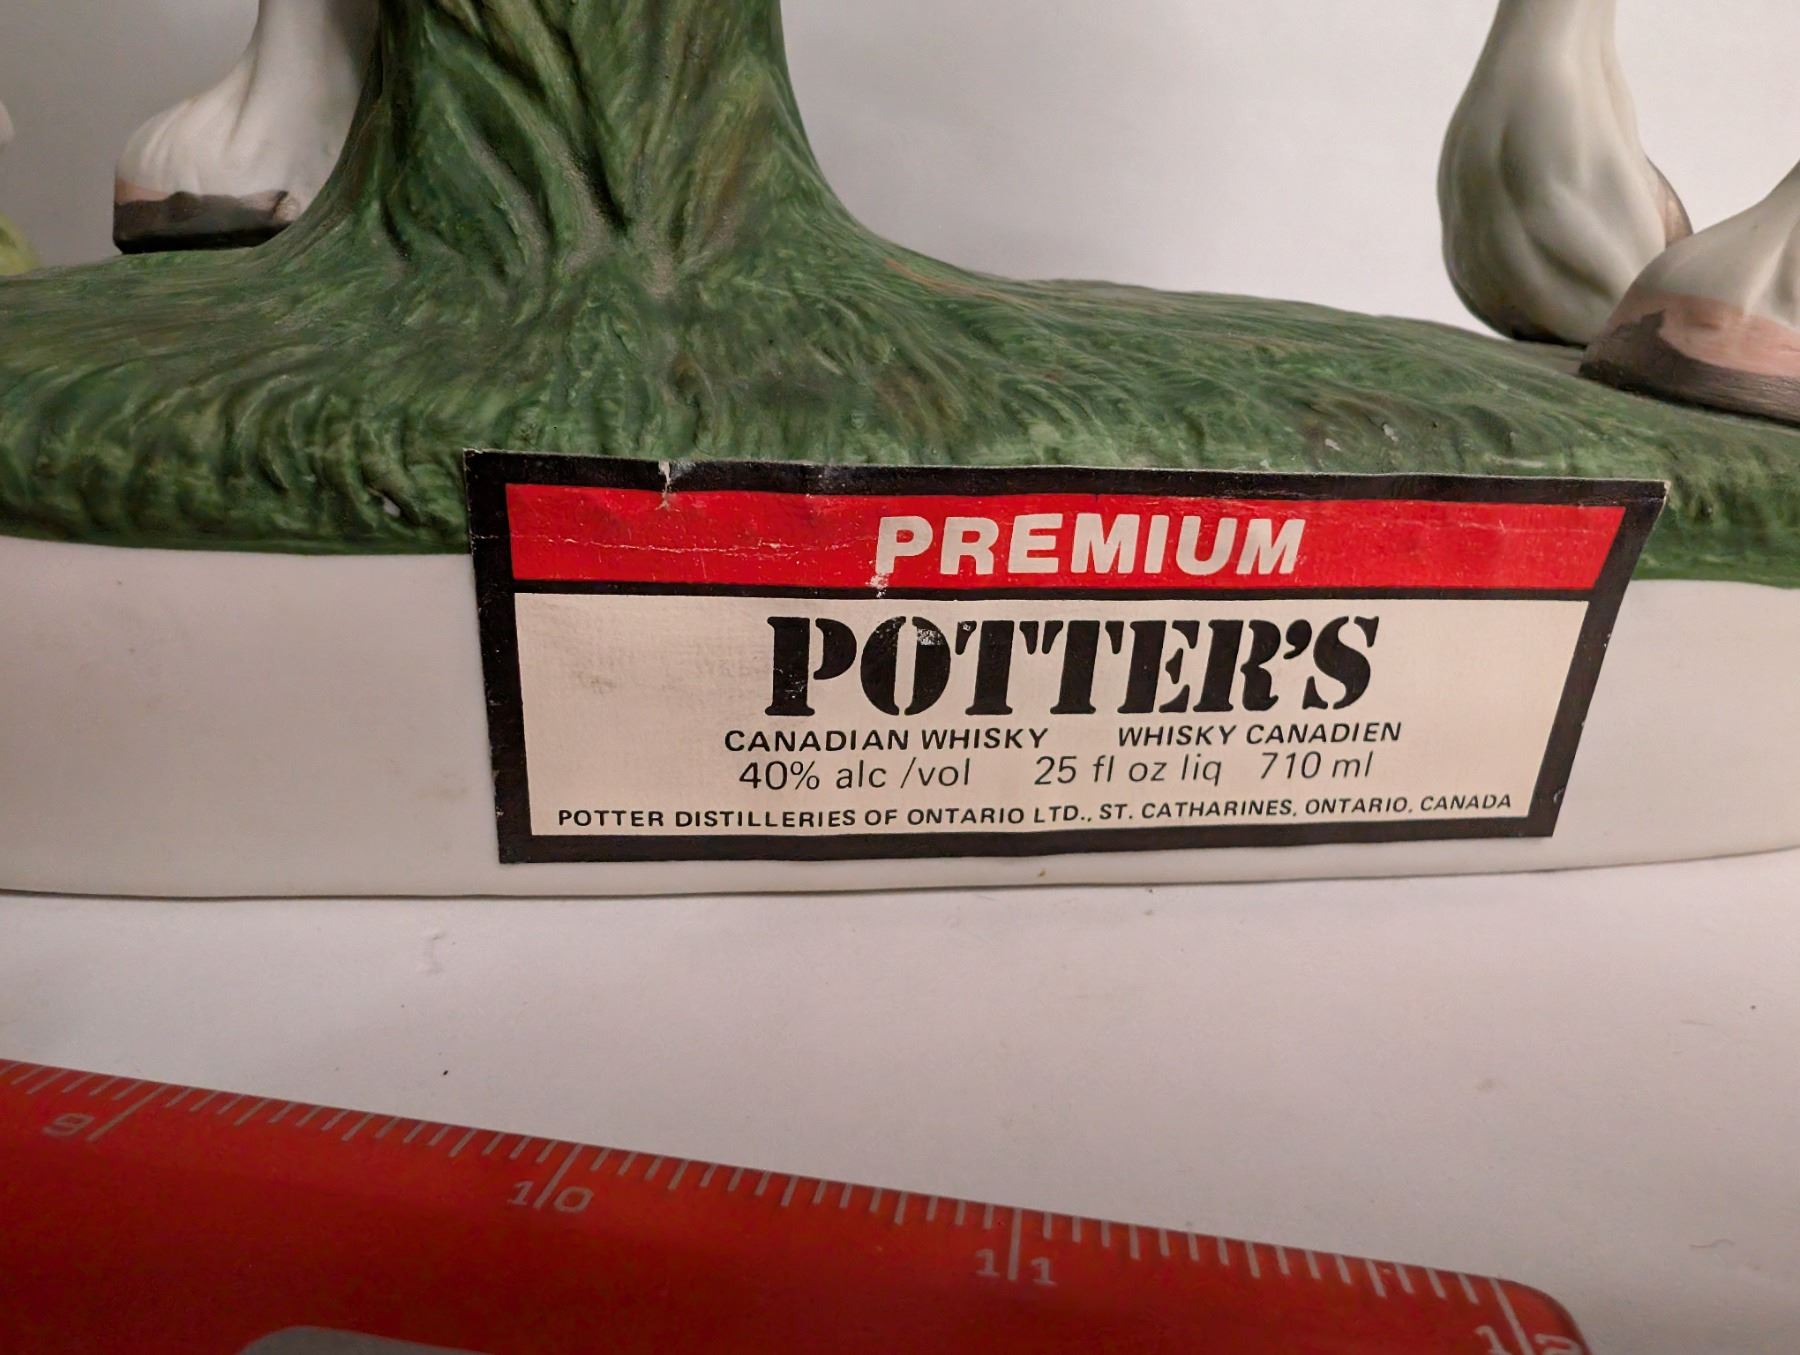 PREMIUM
POTTER'S
CANADIAN WHISKY WHISKY CANADIEN
40% alc /vol 25 fl oz liq 710 ml
POTTER DISTILLERIES OF ONTARIO LTD., ST. CATHARINES, ONTARIO, CANADA
9 10 11 12